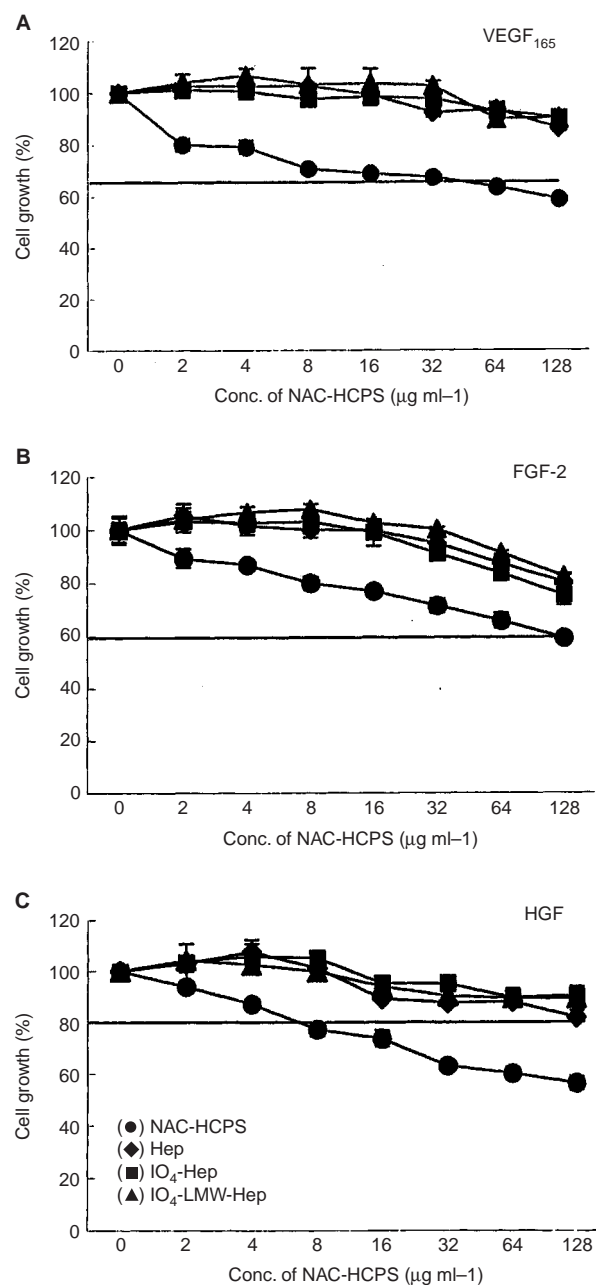 A
VEGF165
120
100
80
60
40
20
0
Cell growth (%)
0 2 4 8 16 32 64 128
Conc. of NAC-HCPS (μg ml–1)
B
FGF-2
120
100
80
60
40
20
0
Cell growth (%)
0 2 4 8 16 32 64 128
Conc. of NAC-HCPS (μg ml–1)
C
HGF
120
100
80
60
40
20
0
Cell growth (%)
(●) NAC-HCPS
(◆) Hep
(■) IO4-Hep
(▲) IO4-LMW-Hep
0 2 4 8 16 32 64 128
Conc. of NAC-HCPS (μg ml–1)